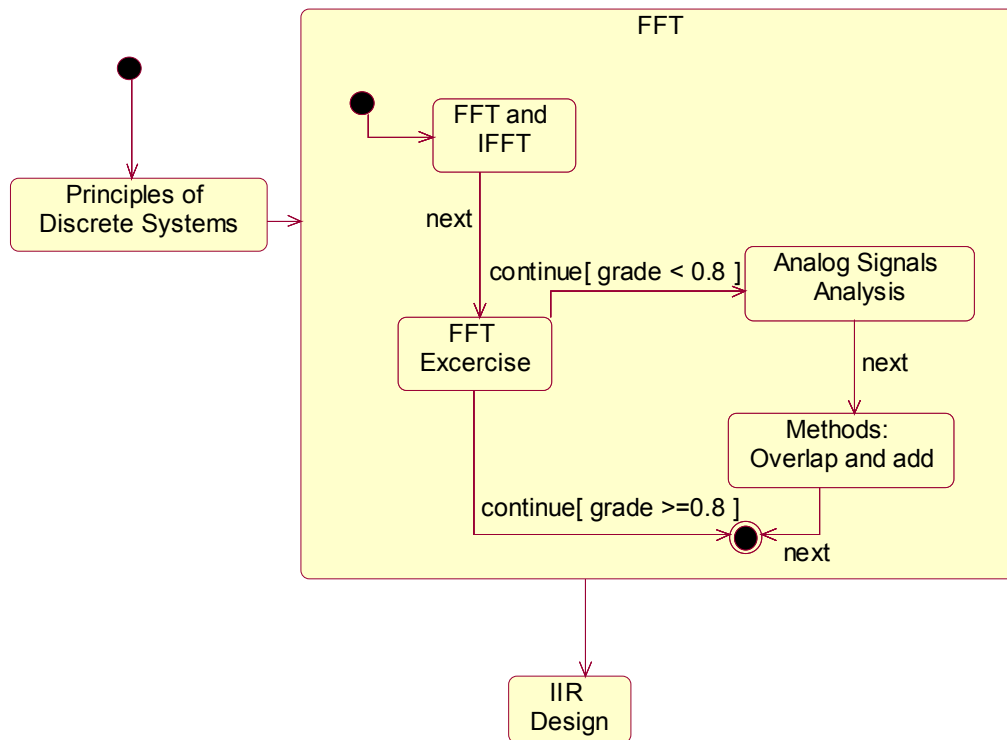 FFT
FFT and
IFFT
Principles of
Discrete Systems
next
continue[ grade < 0.8 ]
Analog Signals
Analysis
FFT
Excercise
next
Methods:
Overlap and add
continue[ grade >=0.8 ]
next
IIR
Design